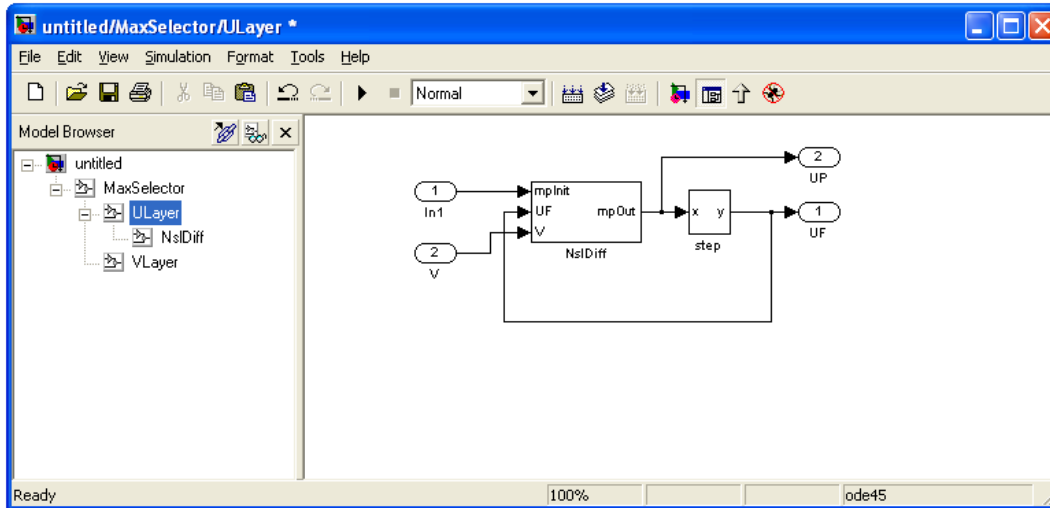 untitled/MaxSelector/ULayer *
File Edit View Simulation Format Tools Help
Normal
Model Browser
untitled
MaxSelector
ULayer
NslDiff
VLayer
1
In1
2
V
mpInit
UF mpOut
V
NslDiff
x y
step
2
UP
1
UF
Ready 100% ode45